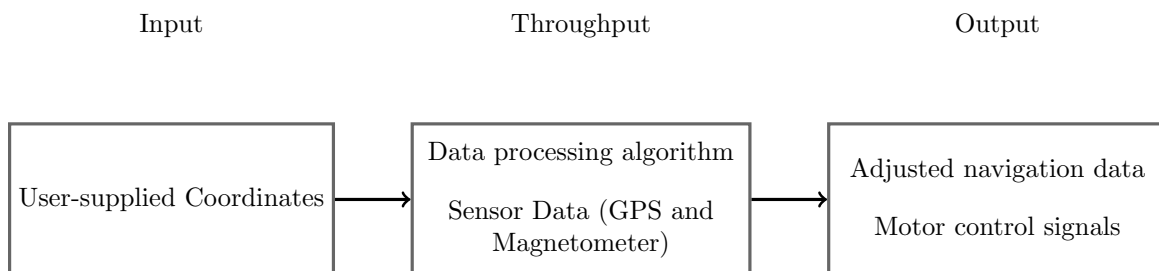 Input
Throughput
Output
User-supplied Coordinates
Data processing algorithm
Sensor Data (GPS and
Magnetometer)
Adjusted navigation data
Motor control signals